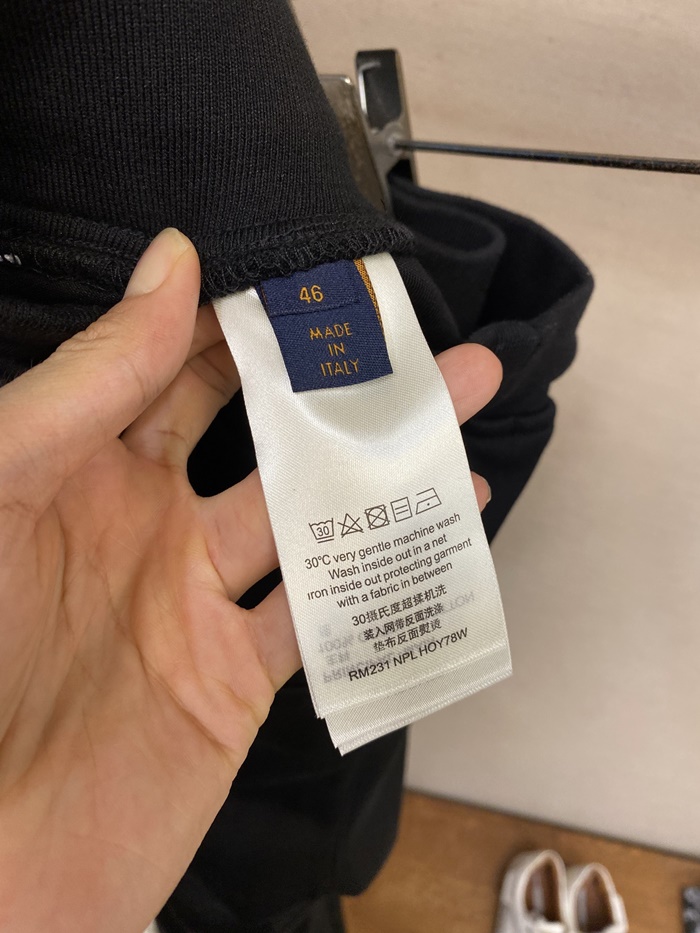 46
MADE
IN
ITALY
30
30°C very gentle machine wash
Wash inside out in a net
iron inside out protecting garment
with a fabric in between
30摄氏度超揉机洗
装入网带反面洗涤
垫布反面熨烫
RM231 NPL HOY78W